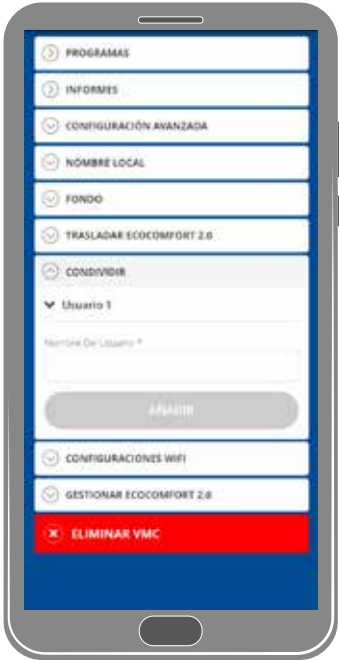 PROGRAMAS
INFORMES
CONFIGURACIÓN AVANZADA
NOMBRE LOCAL
FONDO
TRASLADAR ECOCOMFORT 2.0
CONDIVIDIR
Usuario 1
Nombre De Usuario *
AÑADIR
CONFIGURACIONES WIFI
GESTIONAR ECOCOMFORT 2.0
ELIMINAR VMC